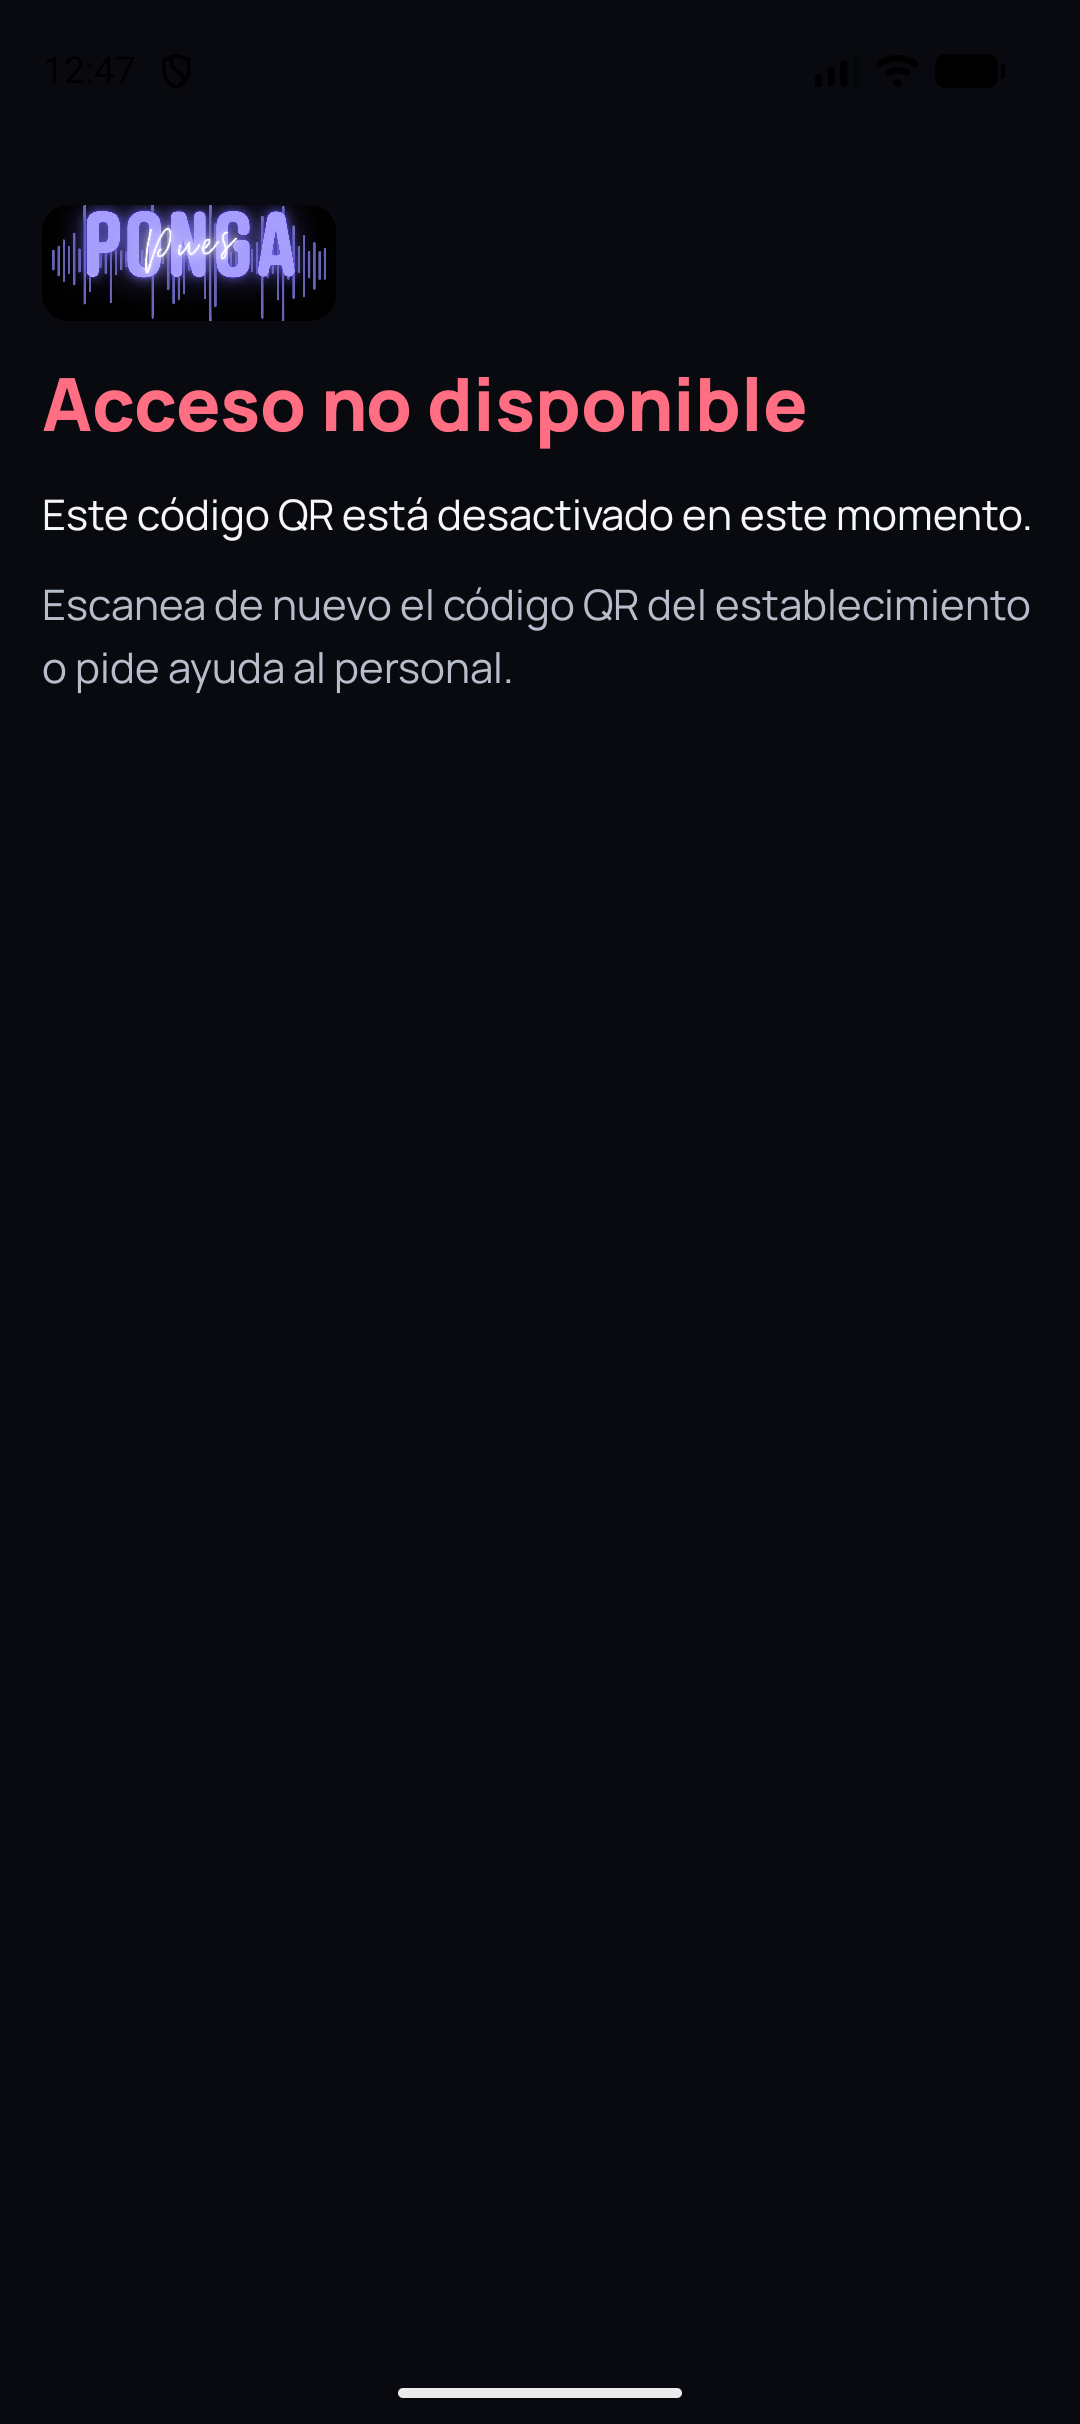 12:47
PONGA
pues
Acceso no disponible
Este código QR está desactivado en este momento.
Escanea de nuevo el código QR del establecimiento
o pide ayuda al personal.